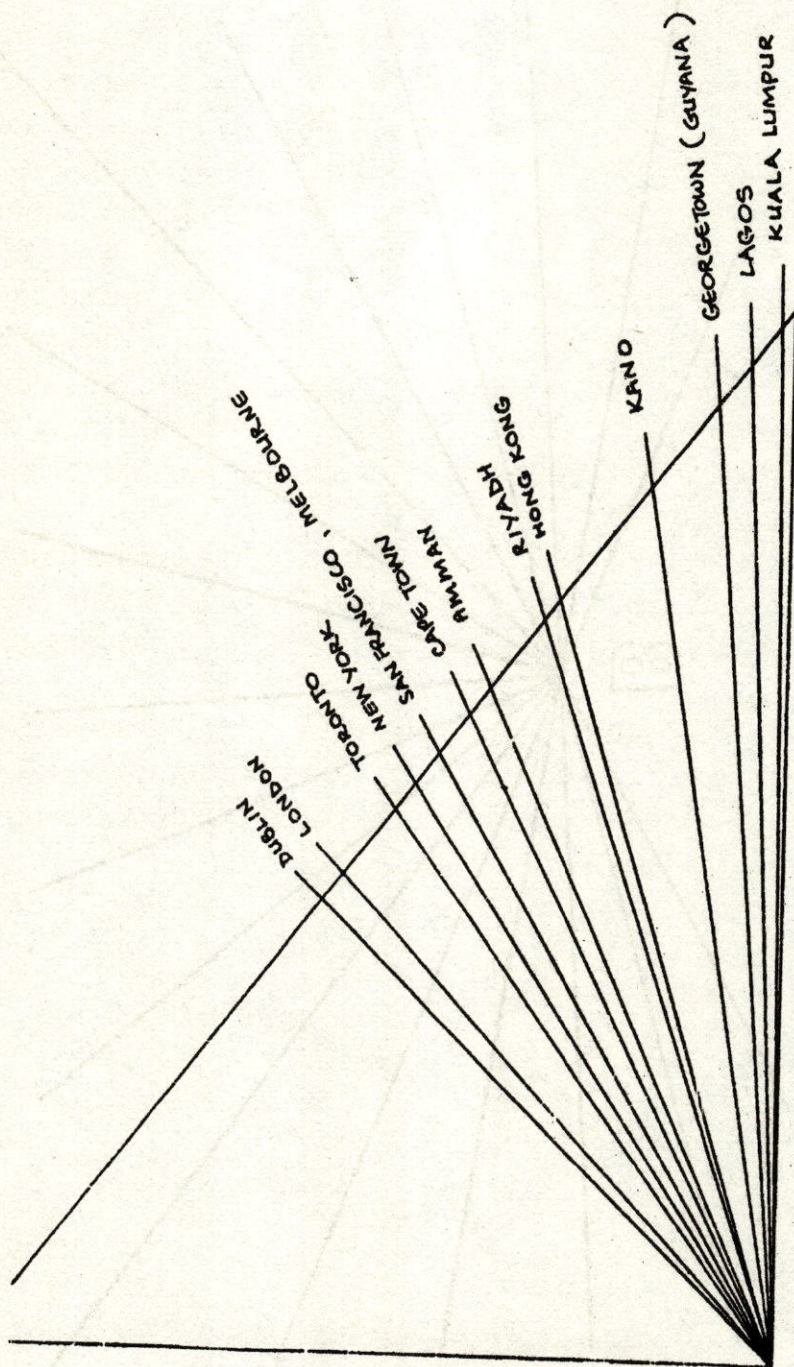 DUBLIN
LONDON
TORONTO
NEW YORK
SAN FRANCISCO, MELBOURNE
CAPE TOWN
AMMAN
RIYADH
HONG KONG
KANO
GEORGETOWN (GUYANA)
LAGOS
KUALA LUMPUR